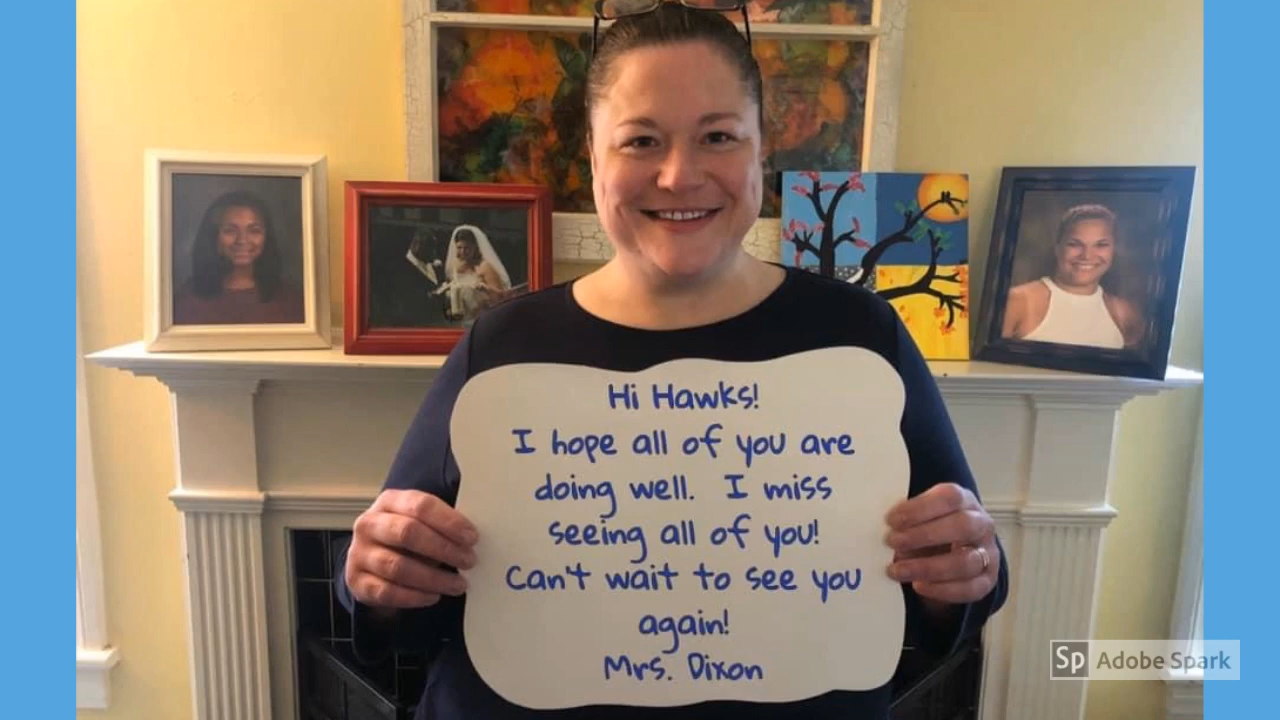 Hi Hawks!
I hope all of you are
doing well.  I miss
seeing all of you!
Can't wait to see you
again!
Mrs. Dixon
Sp Adobe Spark